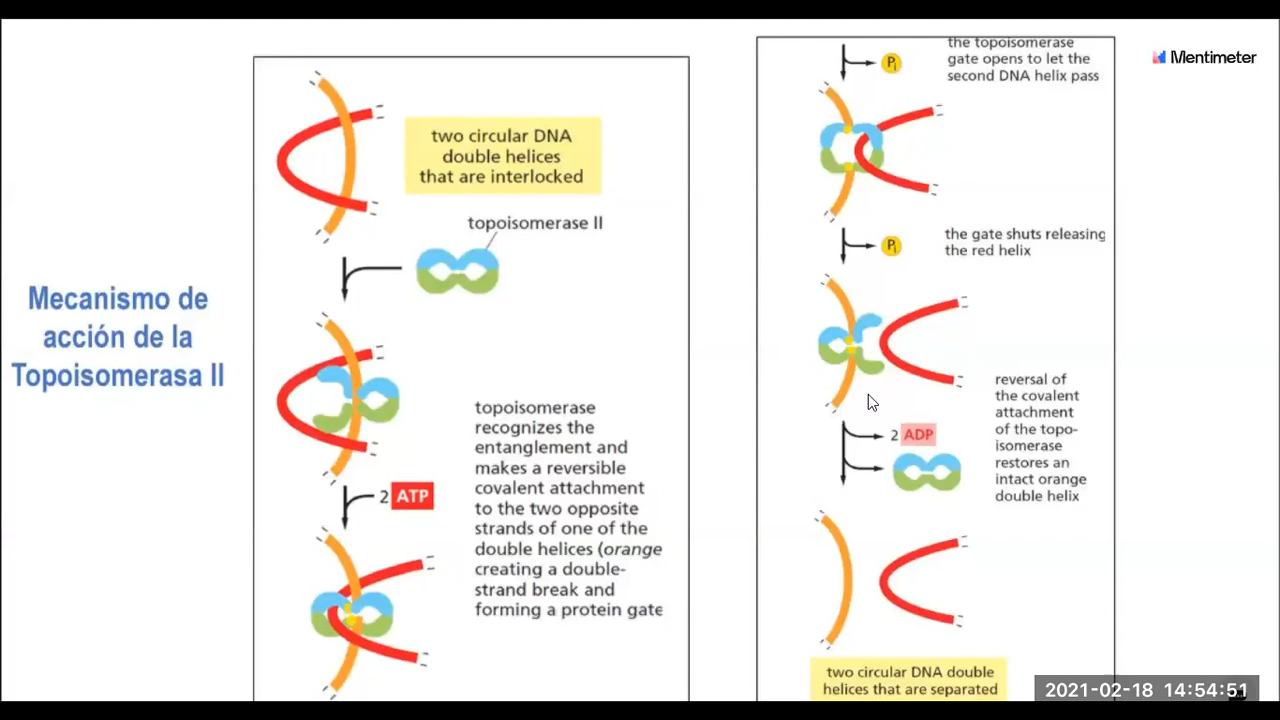 Mecanismo de
acción de la
Topoisomerasa II
two circular DNA
double helices
that are interlocked
topoisomerase II
topoisomerase
recognizes the
entanglement and
makes a reversible
covalent attachment
to the two opposite
strands of one of the
double helices (orange
creating a double-
strand break and
forming a protein gate
2 ATP
the topoisomerase
gate opens to let the
second DNA helix pass
Pi
the gate shuts releasing
the red helix
Pi
reversal of
the covalent
attachment
of the topo-
isomerase
restores an
intact orange
double helix
2 ADP
two circular DNA double
helices that are separated
Mentimeter
2021-02-18 14:54:51